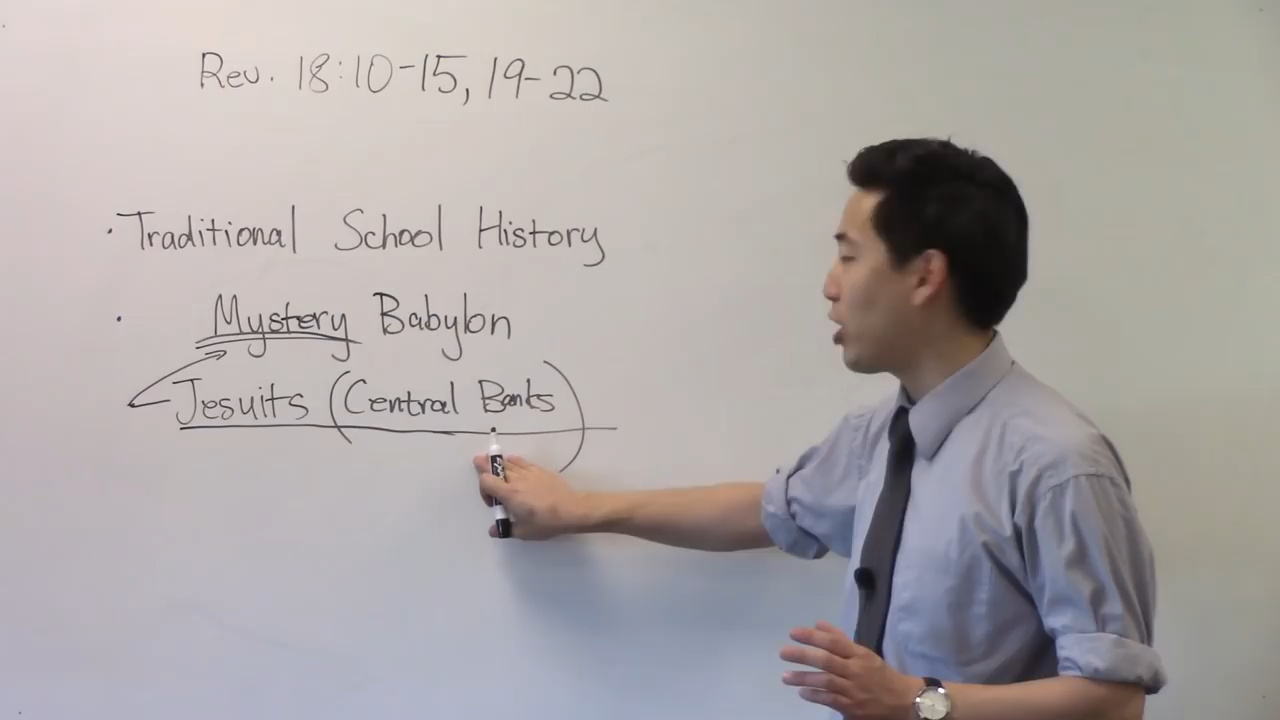 Rev. 18:10-15, 19-22
· Traditional School History
· Mystery Babylon
Jesuits (Central Banks)